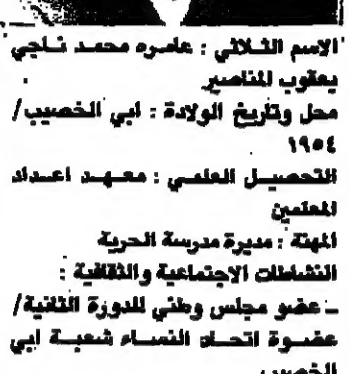 الاسم الثلاثي : عامره محمد ناجي
يعقوب المناصير
محل وتاريخ الولادة : ابي الخصيب /
١٩٥٤
التحصيل العلمي : معهد اعداد
المعلمين
المهنة : مديرة مدرسة الحرية
النشاطات الاجتماعية والثقافية :
ـ عضو مجلس وطني للدورة الثانية /
عضوة اتحاد النساء شعبة ابي
الخصيب